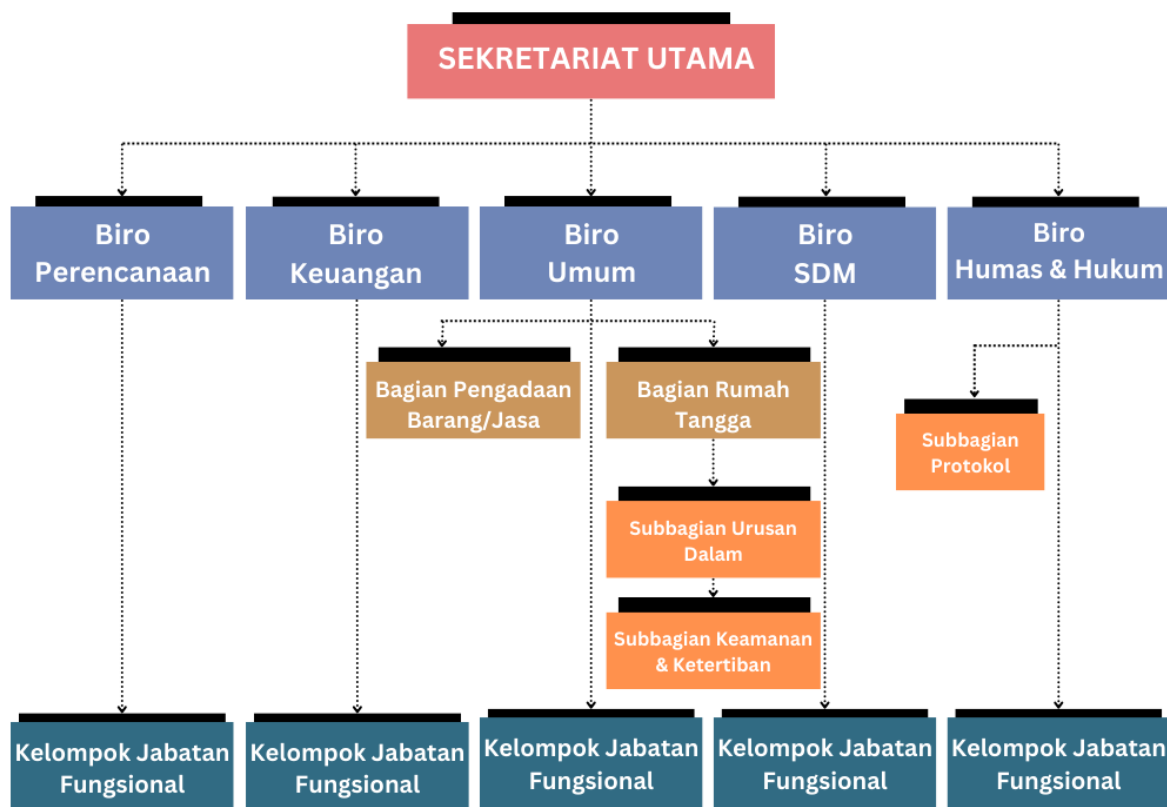 SEKRETARIAT UTAMA
Biro
Perencanaan
Biro
Keuangan
Biro
Umum
Biro
SDM
Biro
Humas & Hukum
Bagian Pengadaan
Barang/Jasa
Bagian Rumah
Tangga
Subbagian
Protokol
Subbagian Urusan
Dalam
Subbagian Keamanan
& Ketertiban
Kelompok Jabatan
Fungsional
Kelompok Jabatan
Fungsional
Kelompok Jabatan
Fungsional
Kelompok Jabatan
Fungsional
Kelompok Jabatan
Fungsional